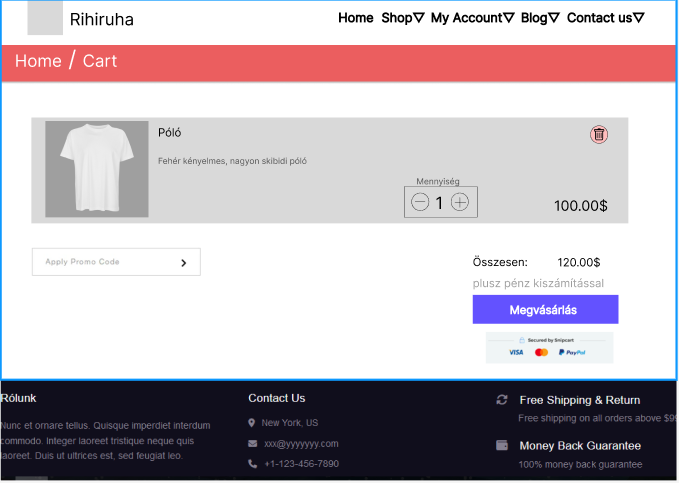 Rihiruha
Home Shop▽ My Account▽ Blog▽ Contact us▽
Home / Cart
Póló
Fehér kényelmes, nagyon skibidi póló
Mennyiség
1
100.00$
Apply Promo Code
Összesen: 120.00$
plusz pénz kiszámítással
Megvásárlás
Secured by Snipcart
VISA PayPal
Rólunk
Nunc et ornare tellus. Quisque imperdiet interdum
commodo. Integer laoreet tristique neque quis
laoreet. Duis ut ultrices est, sed feugiat leo.
Contact Us
New York, US
xxx@yyyyyyy.com
+1-123-456-7890
Free Shipping & Return
Free shipping on all orders above $99
Money Back Guarantee
100% money back guarantee